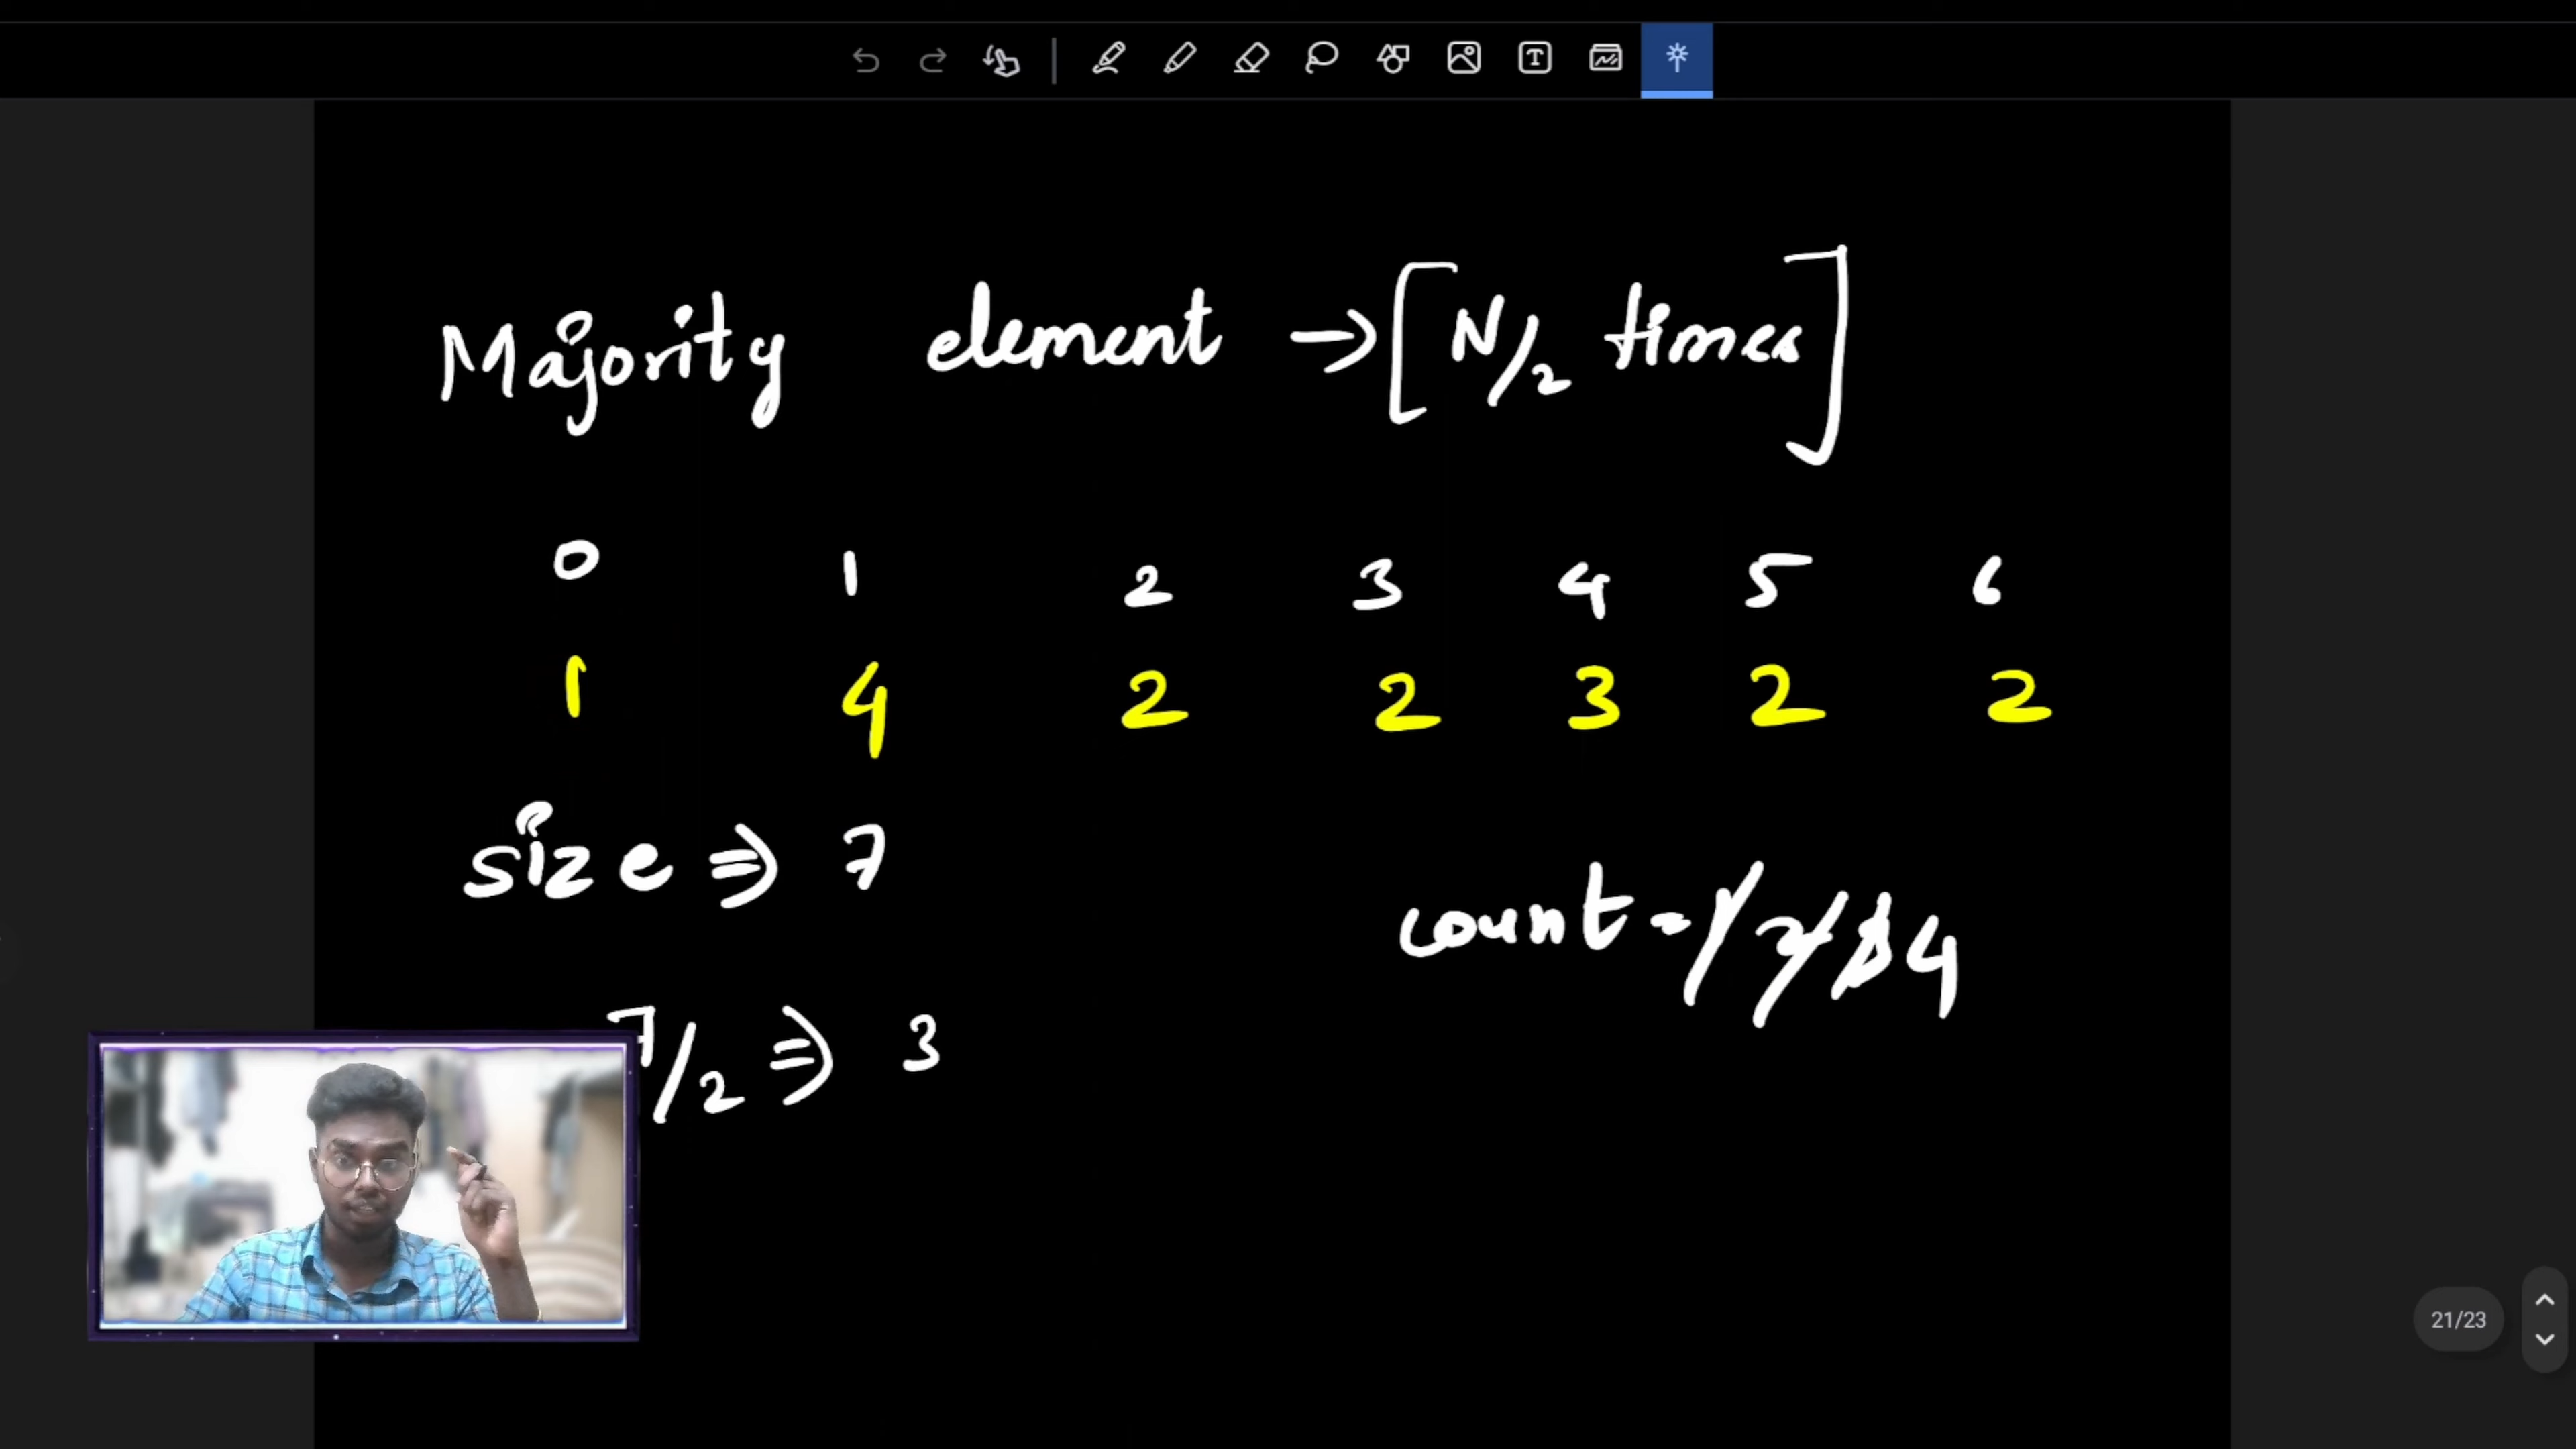 Majority element → [N/2 times]
0 1 2 3 4 5 6
1 4 2 2 3 2 2
size ⇒ 7
count = 1 2 3 4
7/2 ⇒ 3
21/23